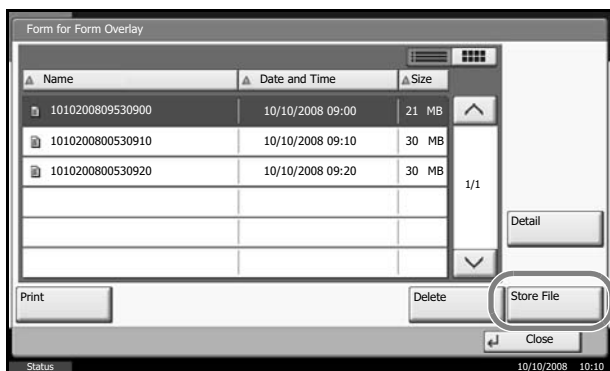 Form for Form Overlay
Name Date and Time Size
1010200809530900 10/10/2008 09:00 21 MB
1010200800530910 10/10/2008 09:10 30 MB
1010200800530920 10/10/2008 09:20 30 MB
1/1
Detail
Print Delete Store File
Close
Status 10/10/2008 10:10